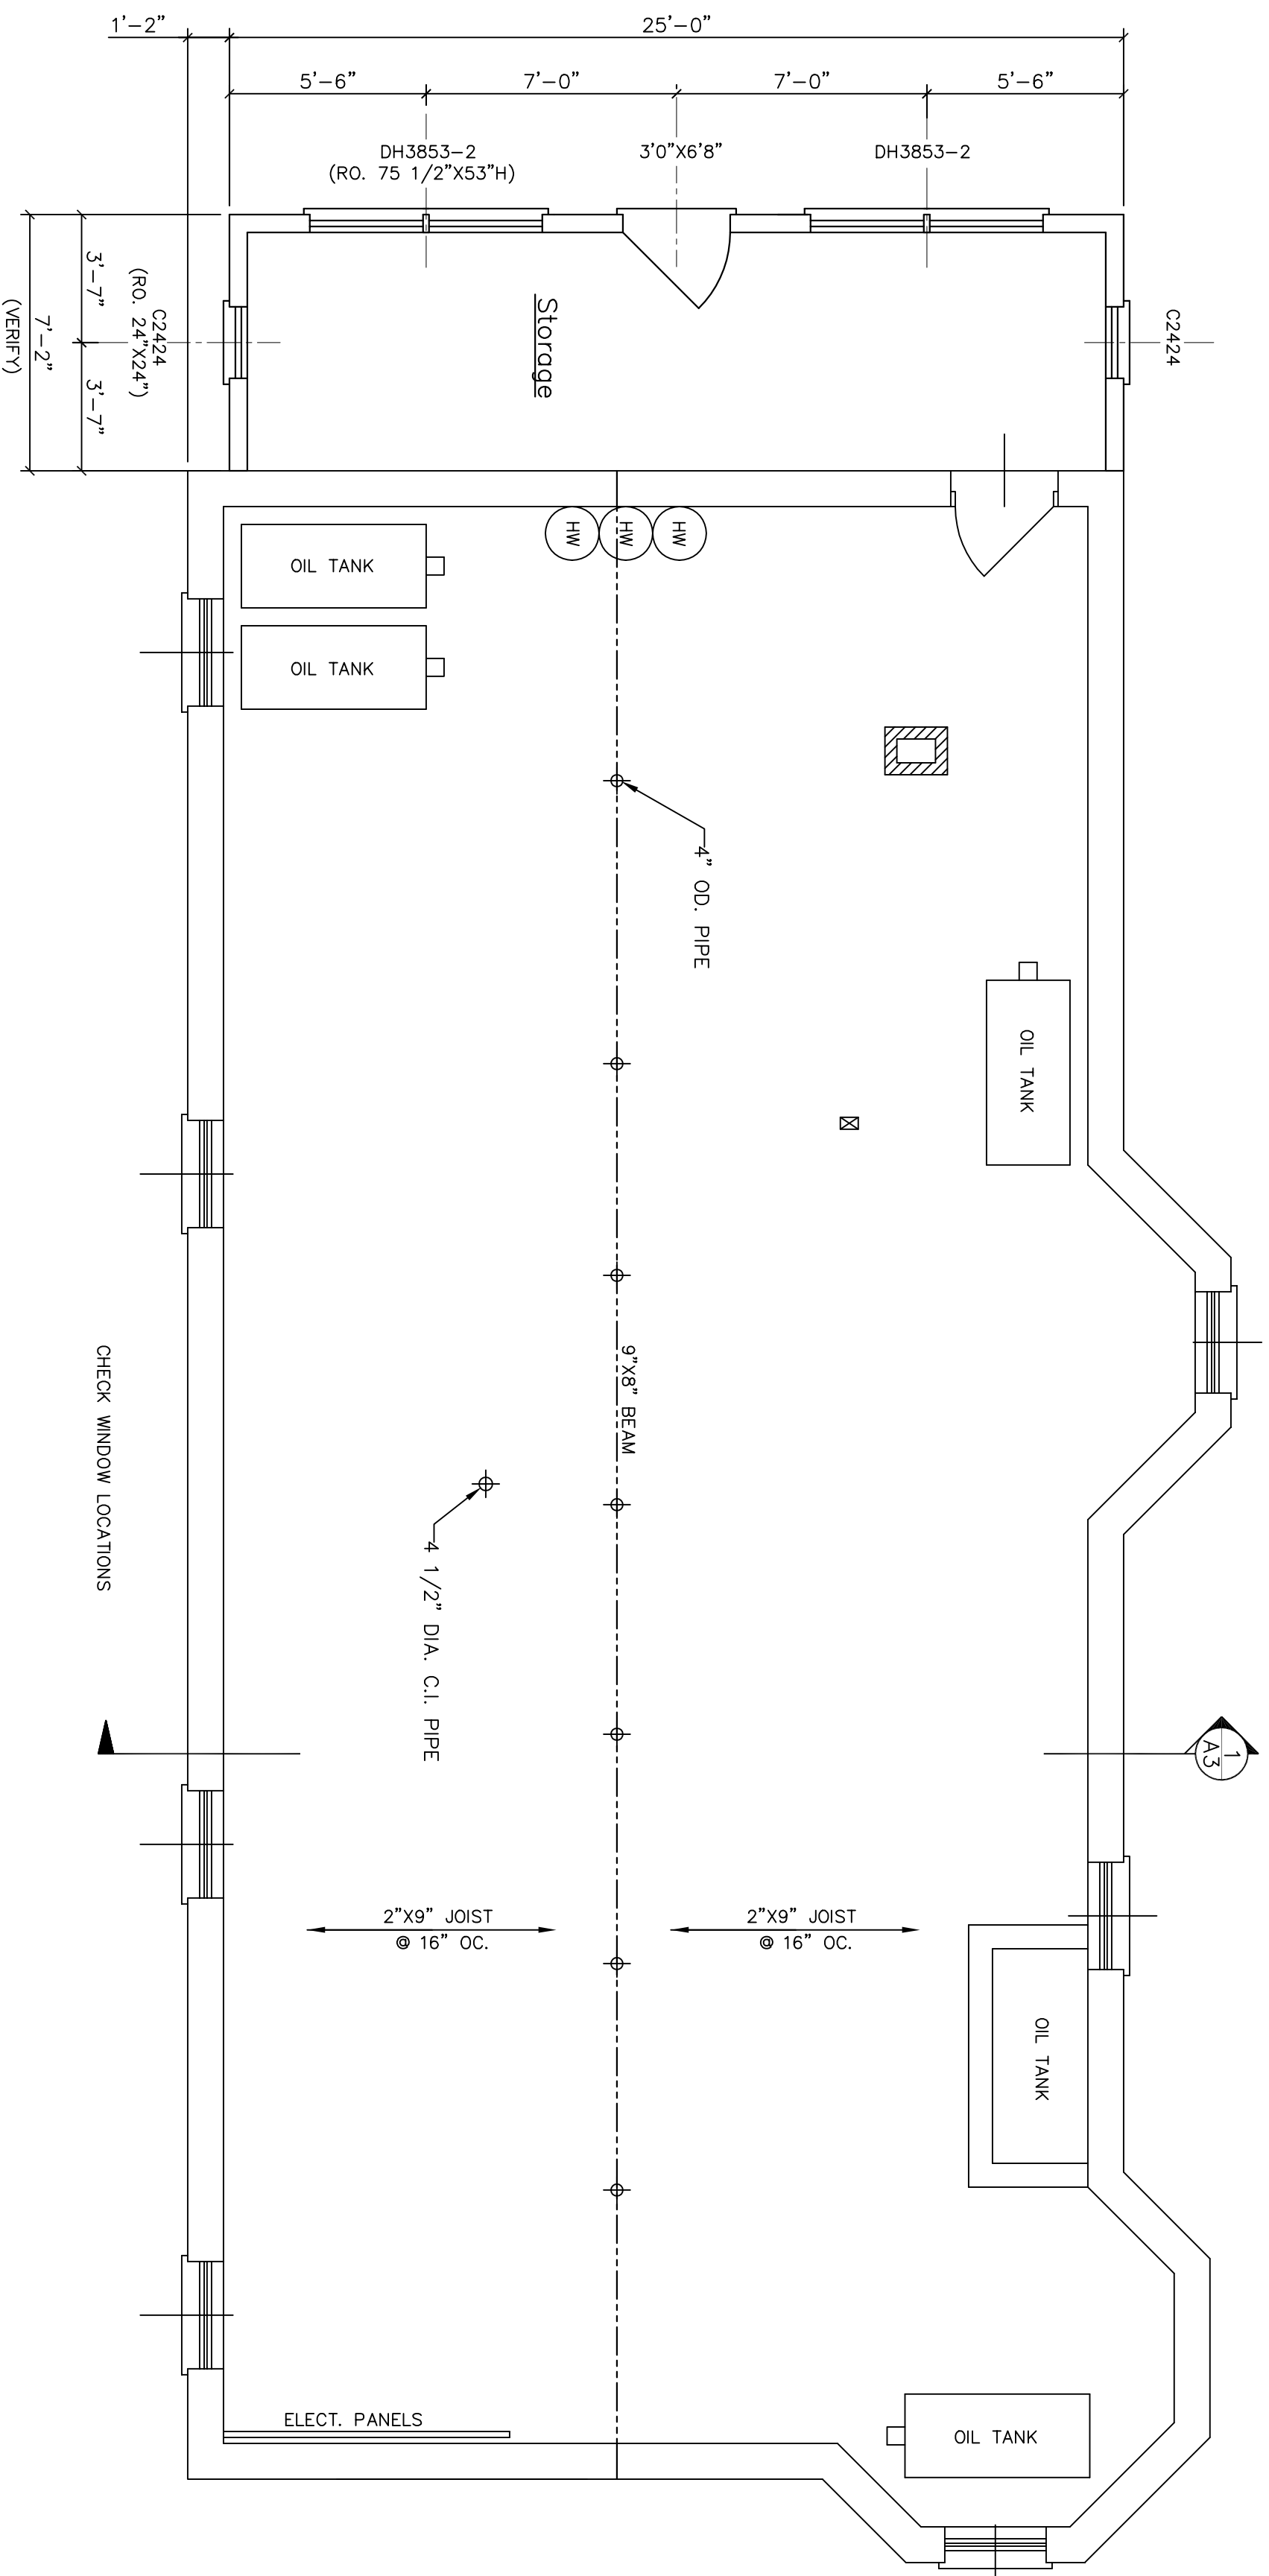 1'-2"
25'-0"
5'-6"
7'-0"
7'-0"
5'-6"
DH3853-2
(RO. 75 1/2"X53"H)
3'0"X6'8"
DH3853-2
3'-7"
3'-7"
7'-2"
(VERIFY)
C2424
(RO. 24"X24")
Storage
C2424
HW
HW
HW
OIL TANK
OIL TANK
4" OD. PIPE
OIL TANK
9"X8" BEAM
CHECK WINDOW LOCATIONS
4 1/2" DIA. C.I. PIPE
1
A3
2"X9" JOIST
@ 16" OC.
2"X9" JOIST
@ 16" OC.
OIL TANK
ELECT. PANELS
OIL TANK